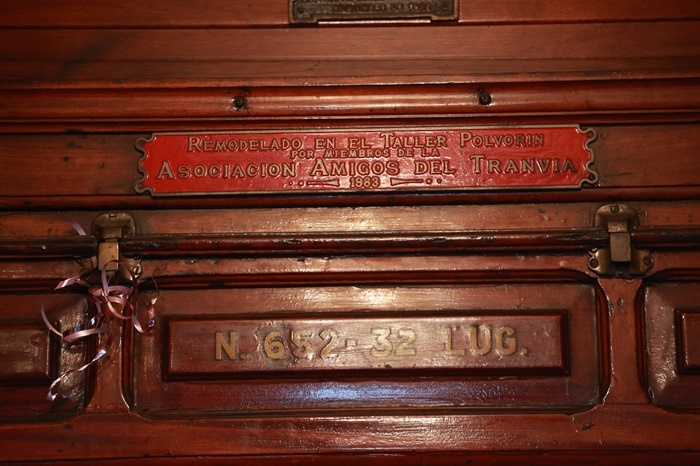 REMODELADO EN EL TALLER POLVORIN
POR MIEMBROS DE LA
ASOCIACION AMIGOS DEL TRANVIA
1983
N. 652-32 LUG.